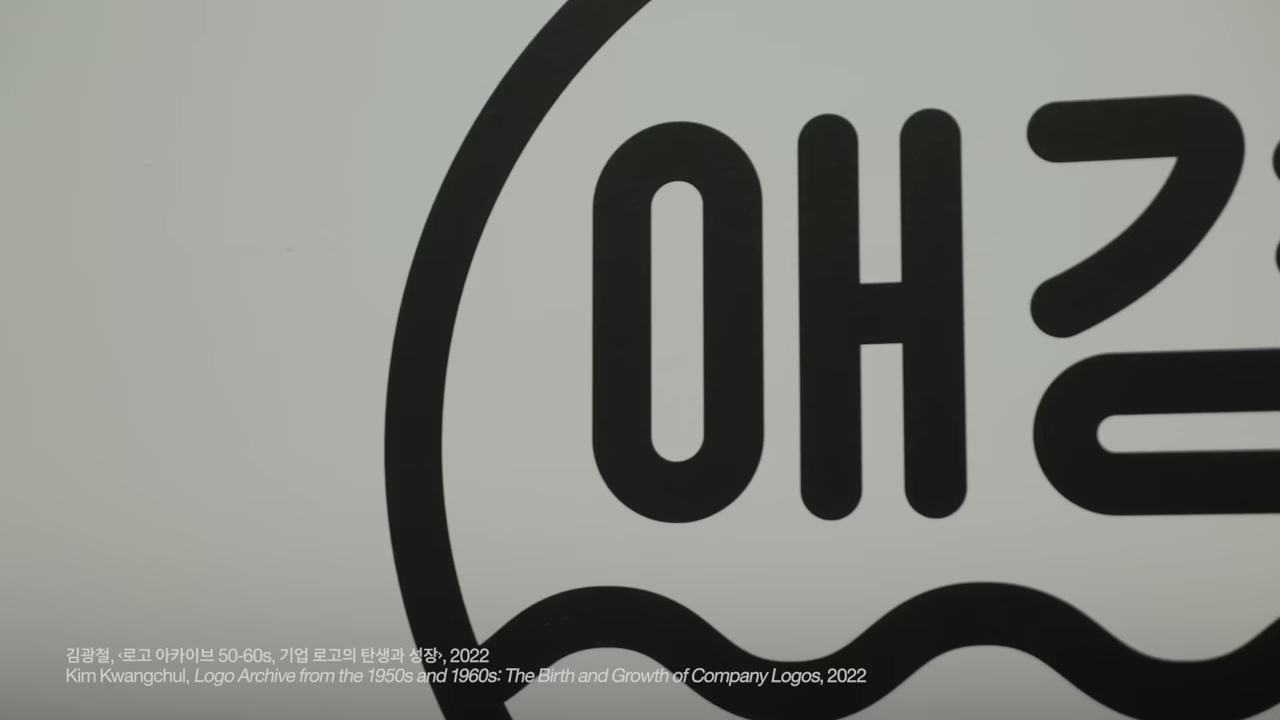 애
김광철, ‹로고 아카이브 50-60s, 기업 로고의 탄생과 성장›, 2022
Kim Kwangchul, Logo Archive from the 1950s and 1960s: The Birth and Growth of Company Logos, 2022